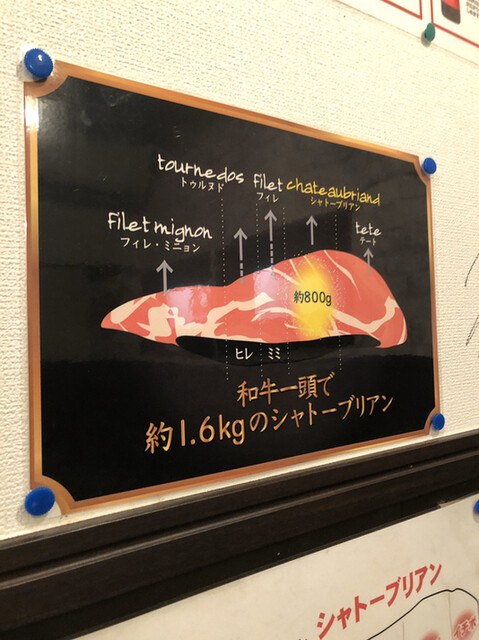 tournedos
トゥルヌド
filet
フィレ
chateaubriand
シャトーブリアン
filet mignon
フィレ・ミニョン
tete
テート
約800g
ヒレ ミミ
和牛一頭で
約1.6kgのシャトーブリアン
シャトーブリアン